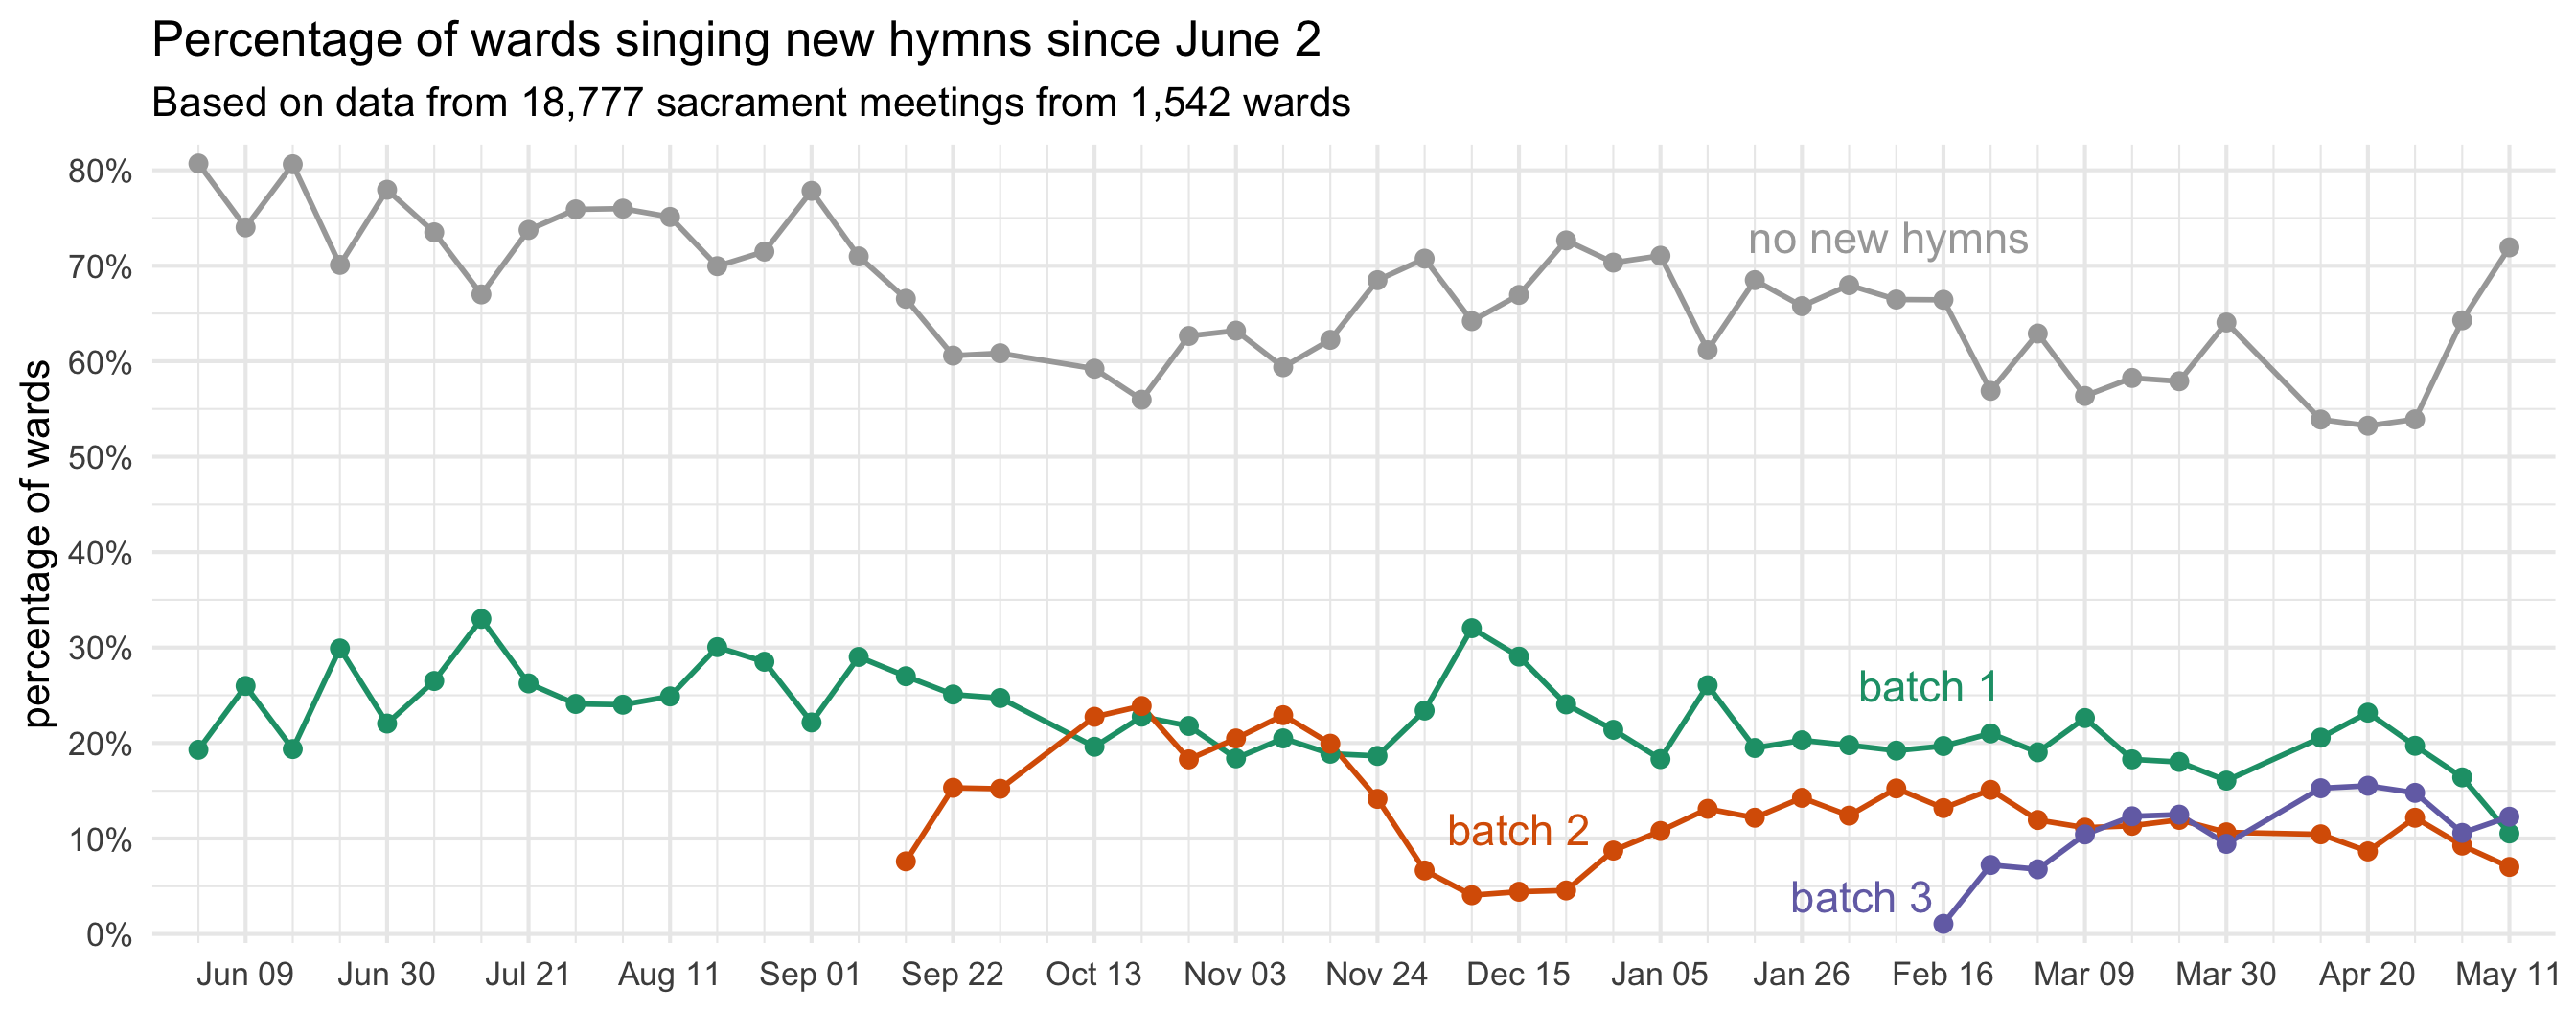 Percentage of wards singing new hymns since June 2
Based on data from 18,777 sacrament meetings from 1,542 wards
percentage of wards
80%
70%
60%
50%
40%
30%
20%
10%
0%
no new hymns
batch 1
batch 2
batch 3
Jun 09 Jun 30 Jul 21 Aug 11 Sep 01 Sep 22 Oct 13 Nov 03 Nov 24 Dec 15 Jan 05 Jan 26 Feb 16 Mar 09 Mar 30 Apr 20 May 11